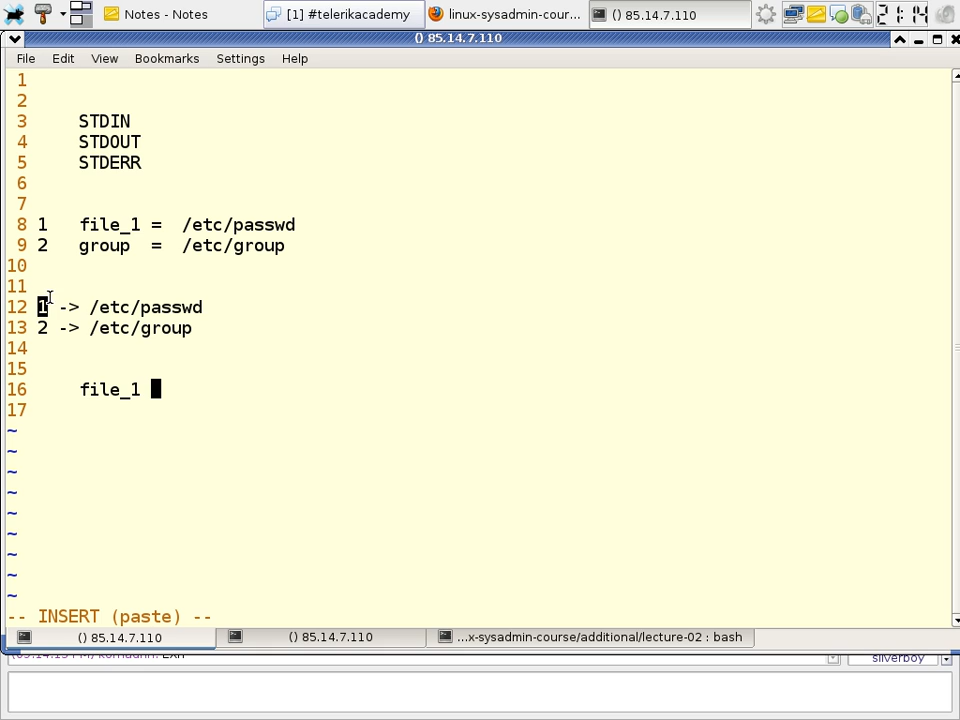 Notes - Notes
[1] #telerikacademy
linux-sysadmin-cour...
() 85.14.7.110
21:14
() 85.14.7.110
File Edit View Bookmarks Settings Help
1
2
3 STDIN
4 STDOUT
5 STDERR
6
7
8 1 file_1 = /etc/passwd
9 2 group = /etc/group
10
11
12 1 -> /etc/passwd
13 2 -> /etc/group
14
15
16 file_1
17
~
~
~
~
~
~
~
~
~
-- INSERT (paste) --
() 85.14.7.110
() 85.14.7.110
...x-sysadmin-course/additional/lecture-02 : bash
silverboy